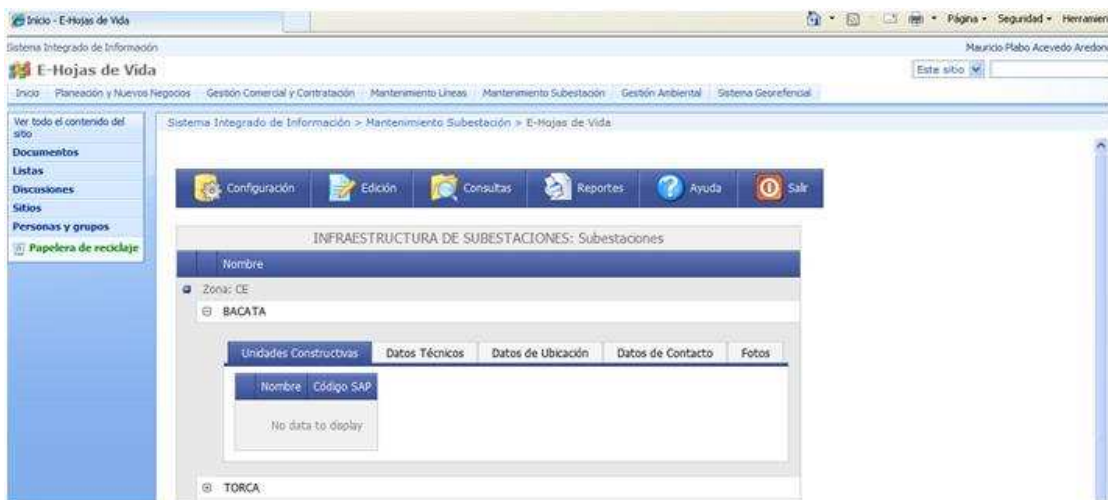 Inicio - E-Hojas de Vida
Página Seguridad Herramien
Sistema Integrado de Información
Mauricio Plabo Acevedo Aredon
E-Hojas de Vida
Este sitio
Inicio Planeación y Nuevos Negocios Gestión Comercial y Contratación Mantenimiento Líneas Mantenimiento Subestación Gestión Ambiental Sistema Georefencial
Ver todo el contenido del
sitio
Sistema Integrado de Información > Mantenimiento Subestación > E-Hojas de Vida
Documentos
Listas
Discusiones
Sitios
Personas y grupos
Papelera de reciclaje
Configuración Edición Consultas Reportes Ayuda Salir
INFRAESTRUCTURA DE SUBESTACIONES: Subestaciones
Nombre
Zona: CE
BACATA
Unidades Constructivas Datos Técnicos Datos de Ubicación Datos de Contacto Fotos
Nombre Código SAP
No data to display
TORCA